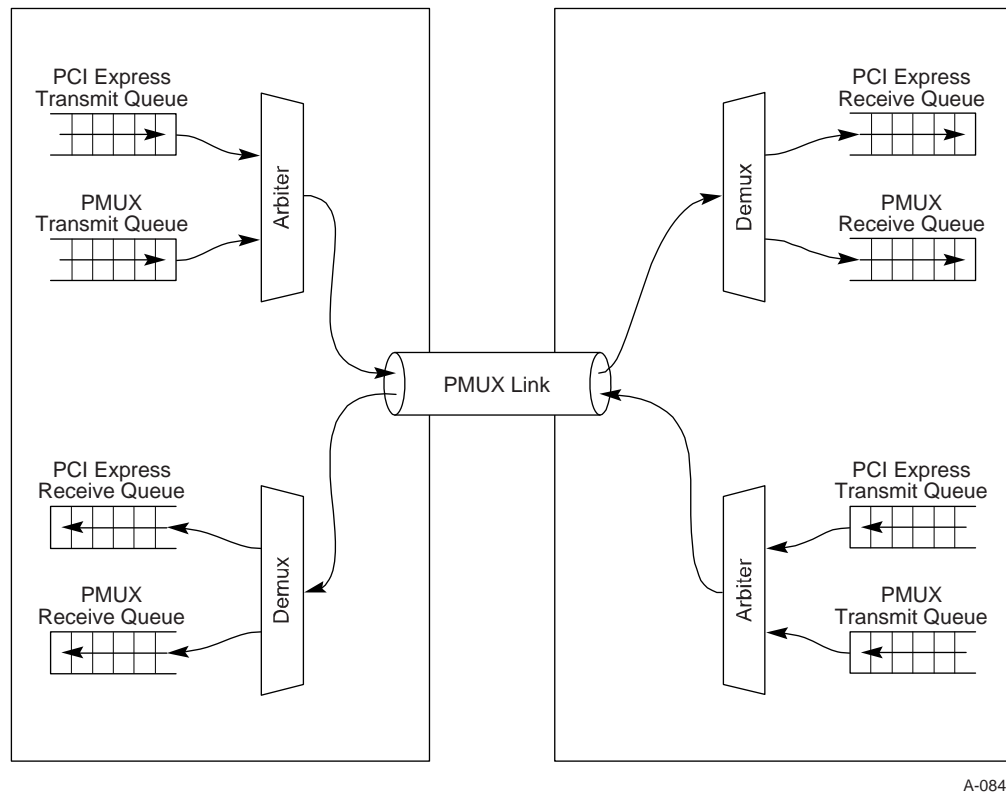 PCI Express
Transmit Queue
PMUX
Transmit Queue
Arbiter
Demux
PCI Express
Receive Queue
PMUX
Receive Queue
PMUX Link
PCI Express
Receive Queue
PMUX
Receive Queue
Demux
Arbiter
PCI Express
Transmit Queue
PMUX
Transmit Queue
A-084